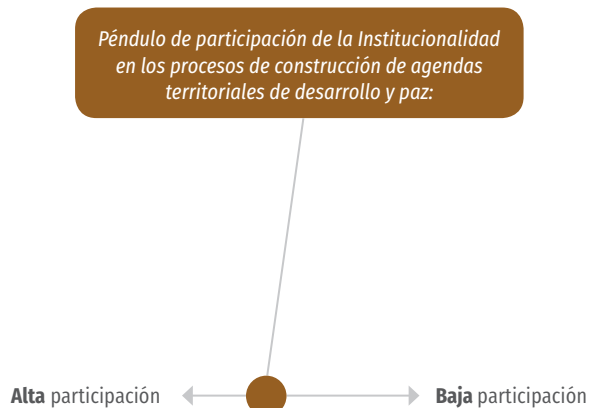 Péndulo de participación de la Institucionalidad
en los procesos de construcción de agendas
territoriales de desarrollo y paz:
Alta participación
Baja participación